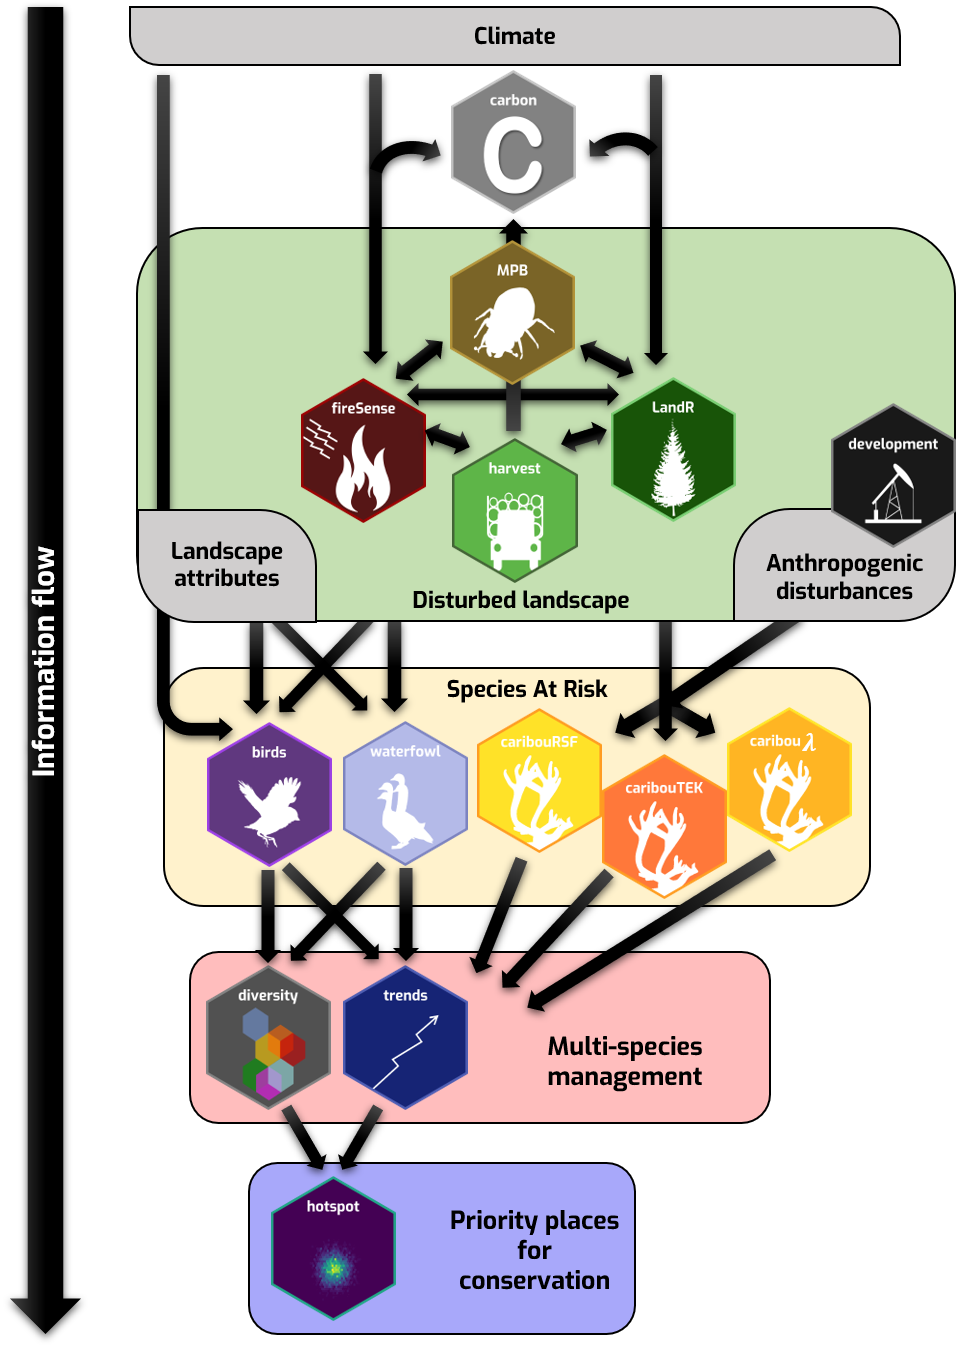 Climate
carbon
C
MPB
fireSense
LandR
development
harvest
Landscape
attributes
Anthropogenic
disturbances
Disturbed landscape
Information flow
Species At Risk
birds
waterfowl
caribouRSF
caribouTEK
caribou λ
diversity
trends
Multi-species
management
hotspot
Priority places
for
conservation